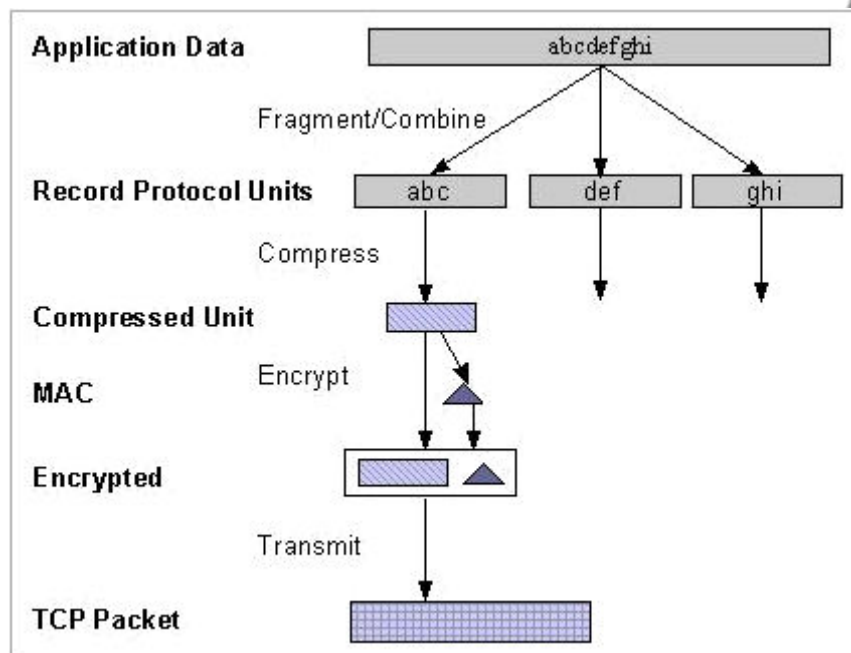 Application Data
abcdefghi
Fragment/Combine
Record Protocol Units
abc
def
ghi
Compress
Compressed Unit
Encrypt
MAC
Encrypted
Transmit
TCP Packet